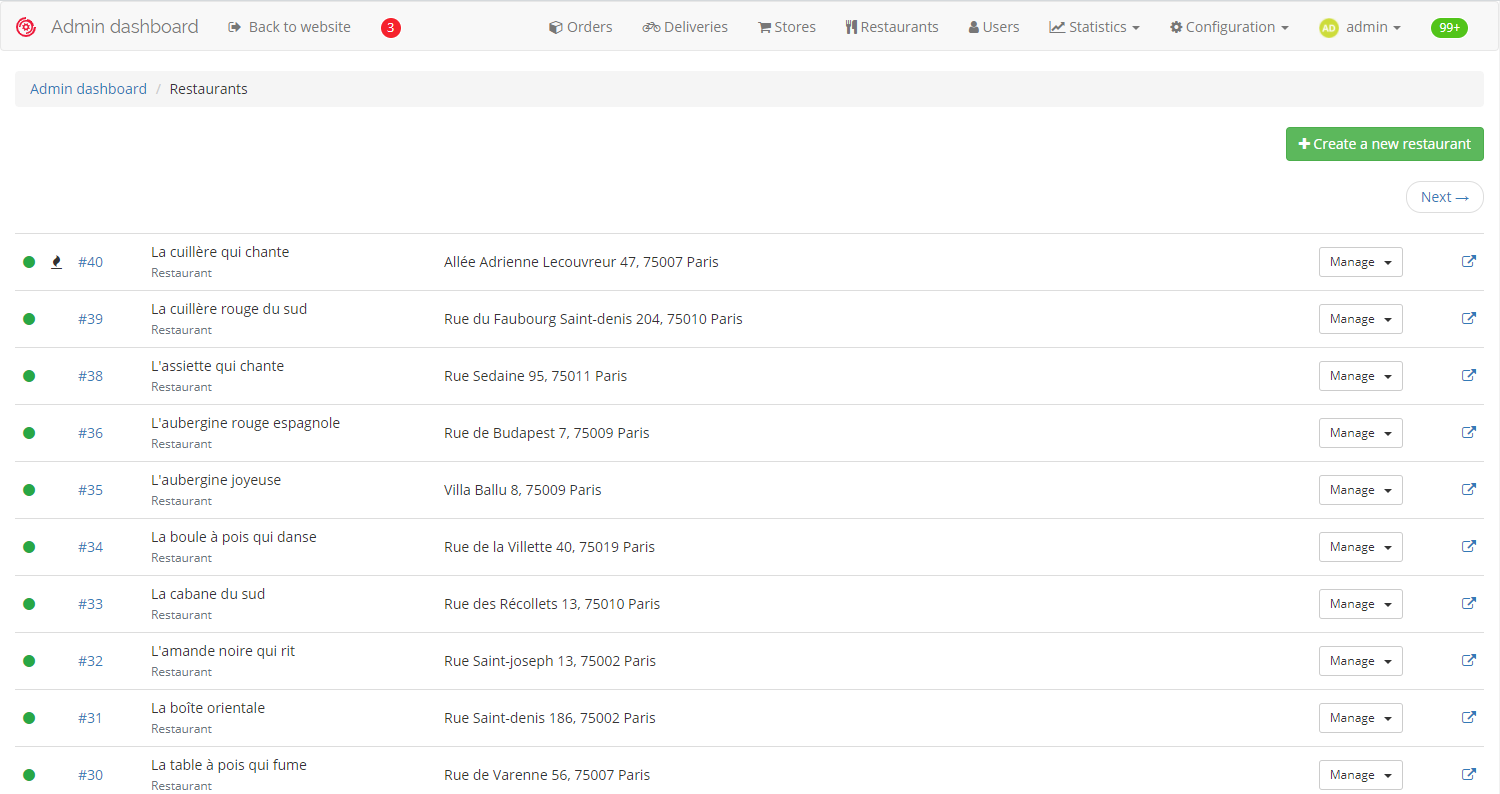 Admin dashboard Back to website 3 Orders Deliveries Stores Restaurants Users Statistics Configuration AD admin 99+
Admin dashboard / Restaurants
Create a new restaurant
Next →
#40 La cuillère qui chante Allée Adrienne Lecouvreur 47, 75007 Paris Manage
Restaurant
#39 La cuillère rouge du sud Rue du Faubourg Saint-denis 204, 75010 Paris Manage
Restaurant
#38 L'assiette qui chante Rue Sedaine 95, 75011 Paris Manage
Restaurant
#36 L'aubergine rouge espagnole Rue de Budapest 7, 75009 Paris Manage
Restaurant
#35 L'aubergine joyeuse Villa Ballu 8, 75009 Paris Manage
Restaurant
#34 La boule à pois qui danse Rue de la Villette 40, 75019 Paris Manage
Restaurant
#33 La cabane du sud Rue des Récollets 13, 75010 Paris Manage
Restaurant
#32 L'amande noire qui rit Rue Saint-joseph 13, 75002 Paris Manage
Restaurant
#31 La boîte orientale Rue Saint-denis 186, 75002 Paris Manage
Restaurant
#30 La table à pois qui fume Rue de Varenne 56, 75007 Paris Manage
Restaurant